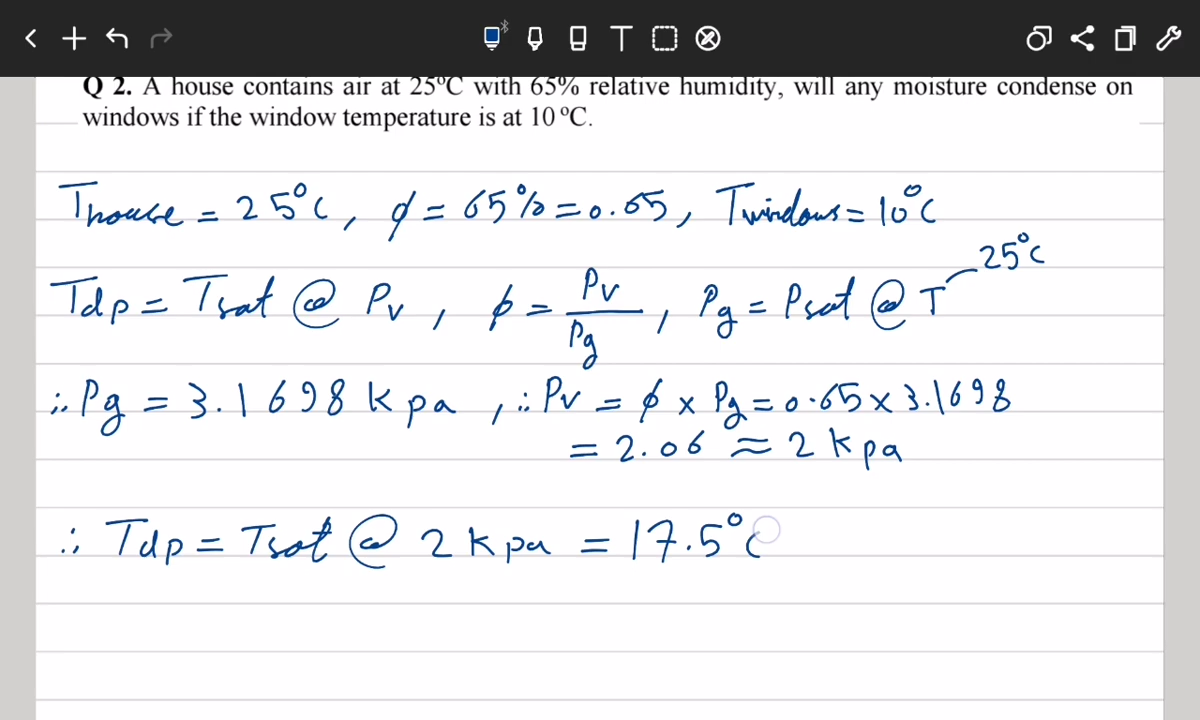 Q 2. A house contains air at 25ºC with 65% relative humidity, will any moisture condense on
windows if the window temperature is at 10 ºC.
Thouse = 25°C, φ = 65% = 0.65, Twindows = 10°C
25°C
Tdp = Tsat @ Pv, φ = Pv/Pg, Pg = Psat @ T
∴ Pg = 3.1698 kpa, ∴ Pv = φ x Pg = 0.65 x 3.1698
= 2.06 ≈ 2 kpa
∴ Tdp = Tsat @ 2 kpa = 17.5°C